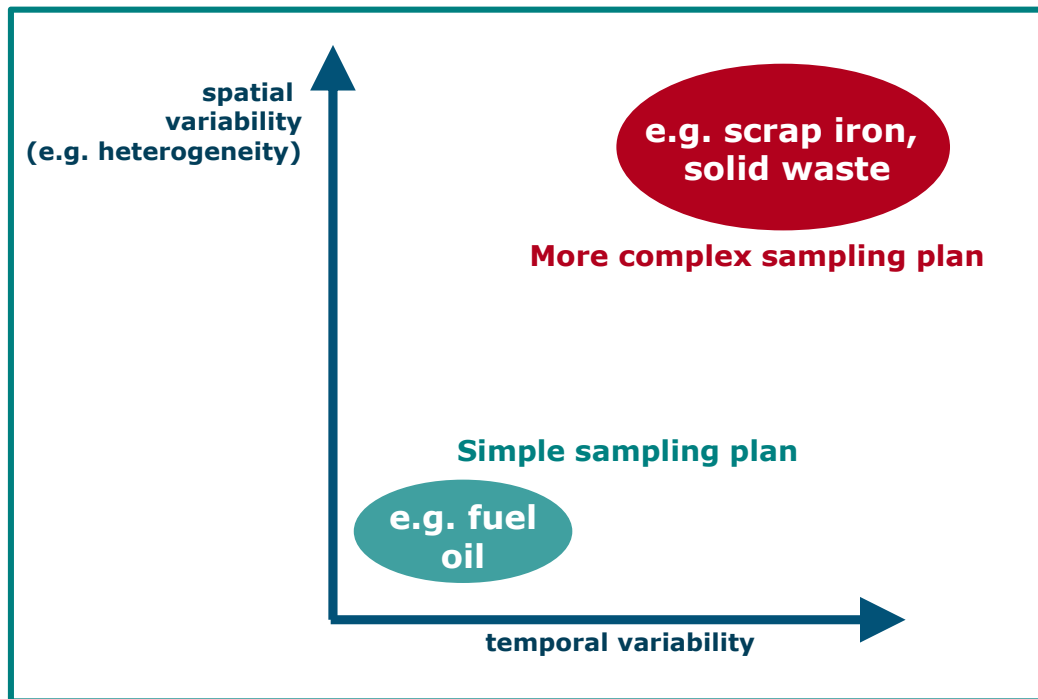 spatial
variability
(e.g. heterogeneity)
e.g. scrap iron,
solid waste
More complex sampling plan
Simple sampling plan
e.g. fuel
oil
temporal variability